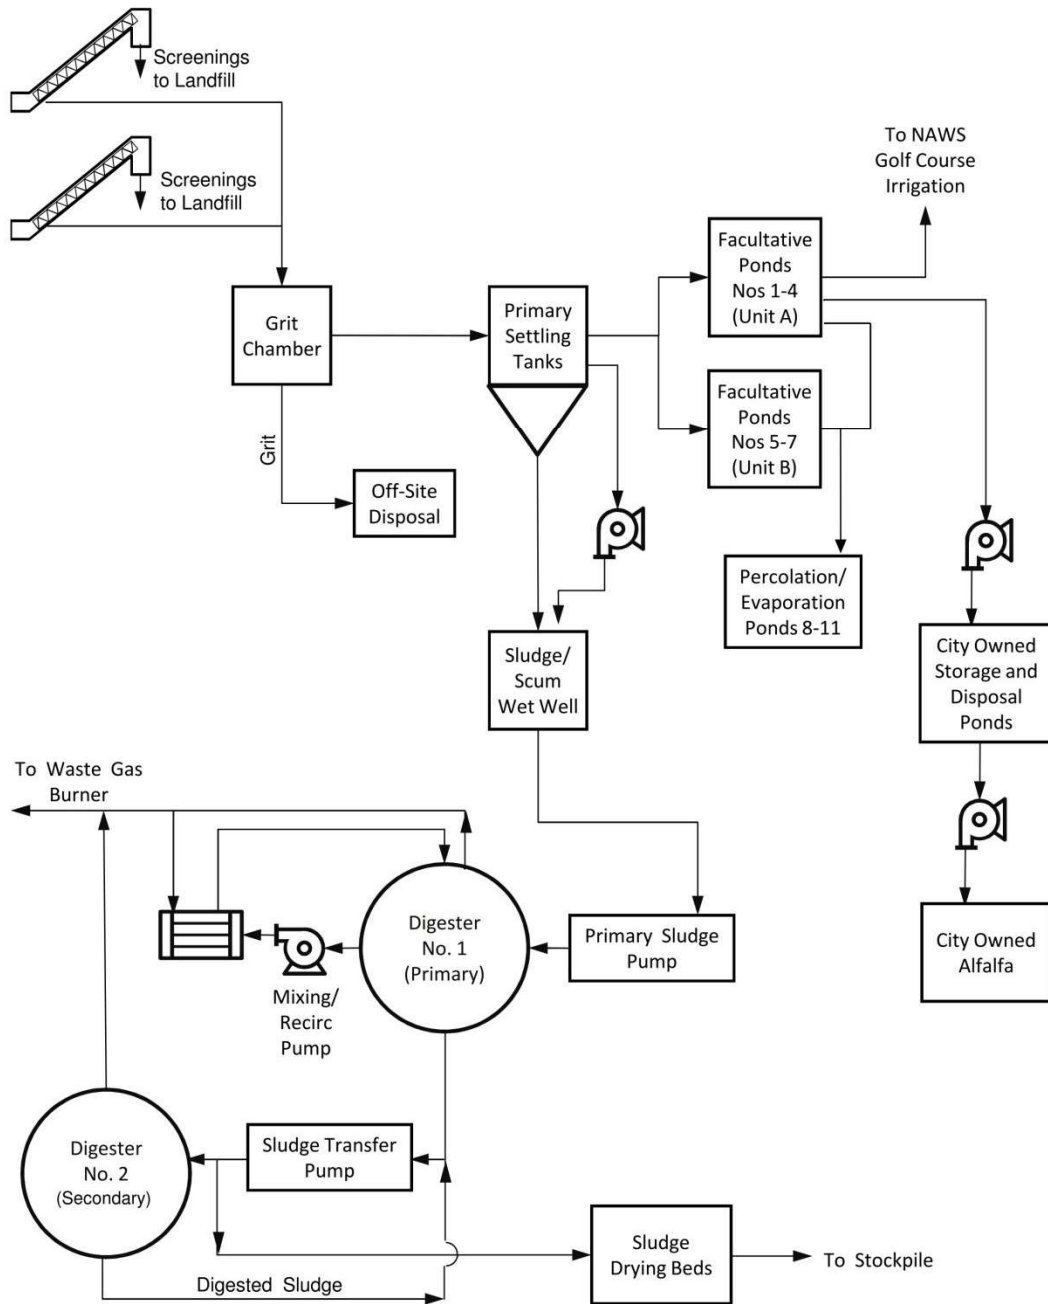 Screenings
to Landfill
Screenings
to Landfill
To NAWS
Golf Course
Irrigation
Grit
Chamber
Primary
Settling
Tanks
Facultative
Ponds
Nos 1-4
(Unit A)
Facultative
Ponds
Nos 5-7
(Unit B)
Grit
Off-Site
Disposal
Percolation/
Evaporation
Ponds 8-11
Sludge/
Scum
Wet Well
City Owned
Storage and
Disposal
Ponds
To Waste Gas
Burner
Digester
No. 1
(Primary)
Primary Sludge
Pump
City Owned
Alfalfa
Mixing/
Recirc
Pump
Digester
No. 2
(Secondary)
Sludge Transfer
Pump
Sludge
Drying Beds
To Stockpile
Digested Sludge